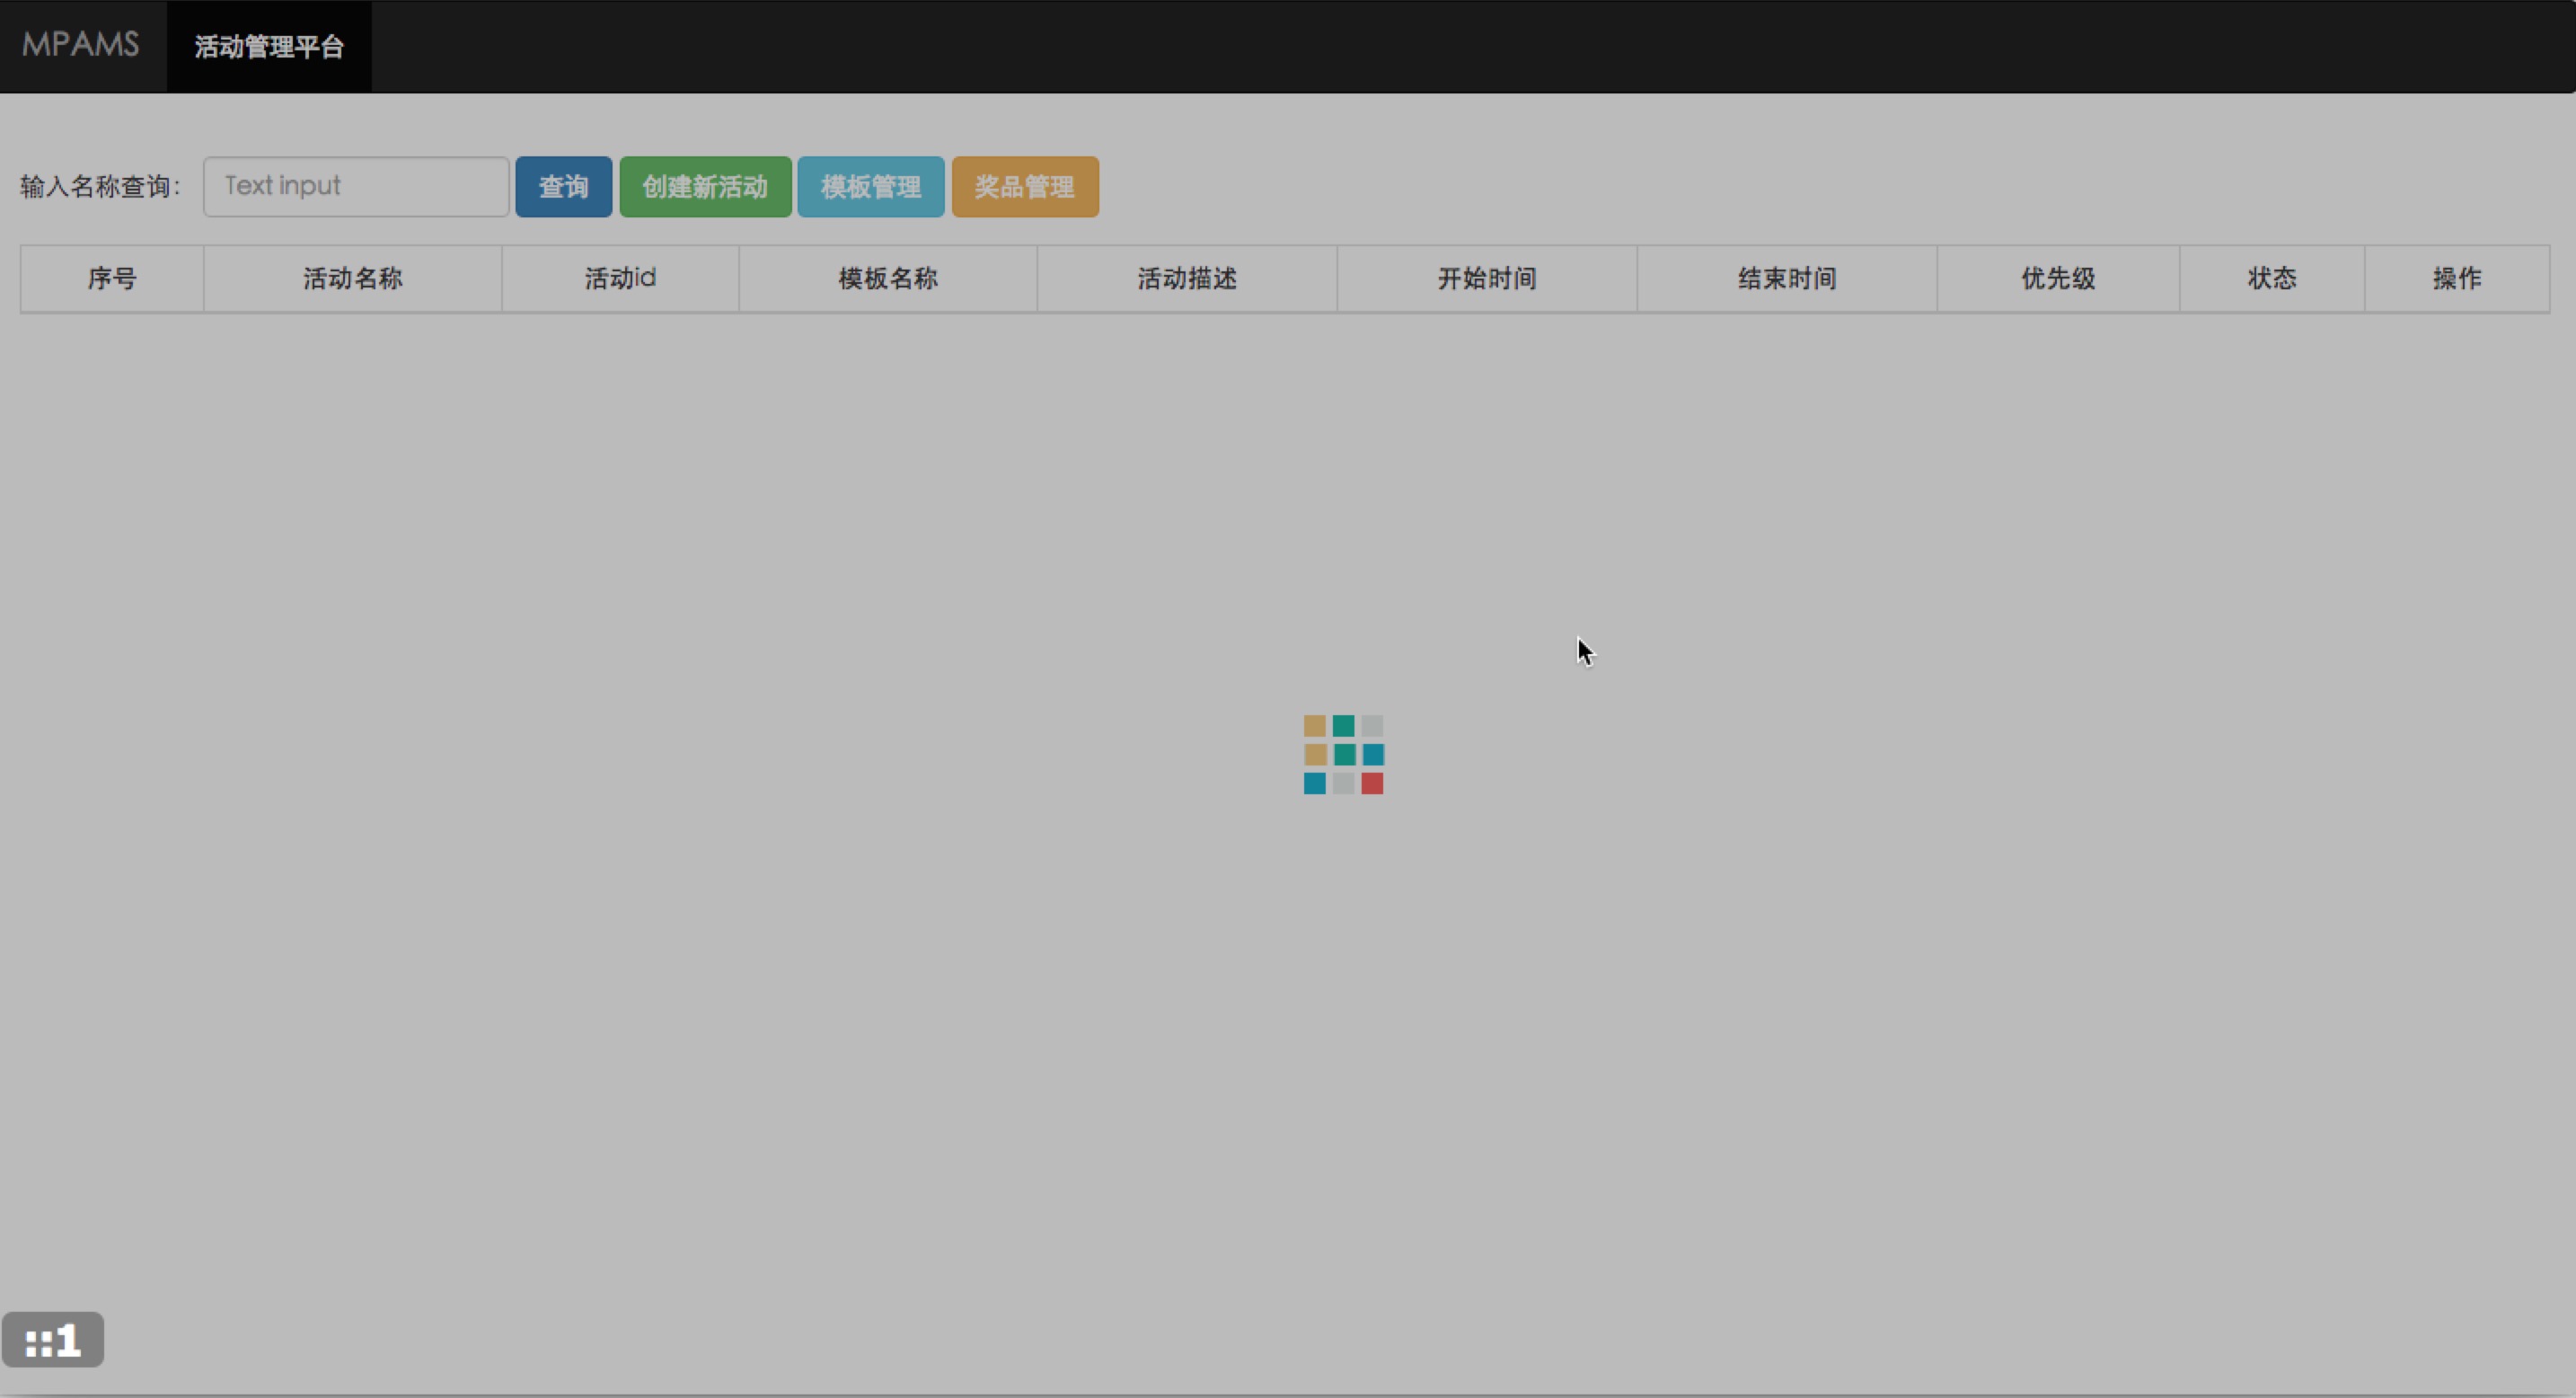 MPAMS 活动管理平台
输入名称查询： Text input 查询 创建新活动 模板管理 奖品管理
序号 活动名称 活动id 模板名称 活动描述 开始时间 结束时间 优先级 状态 操作
::1